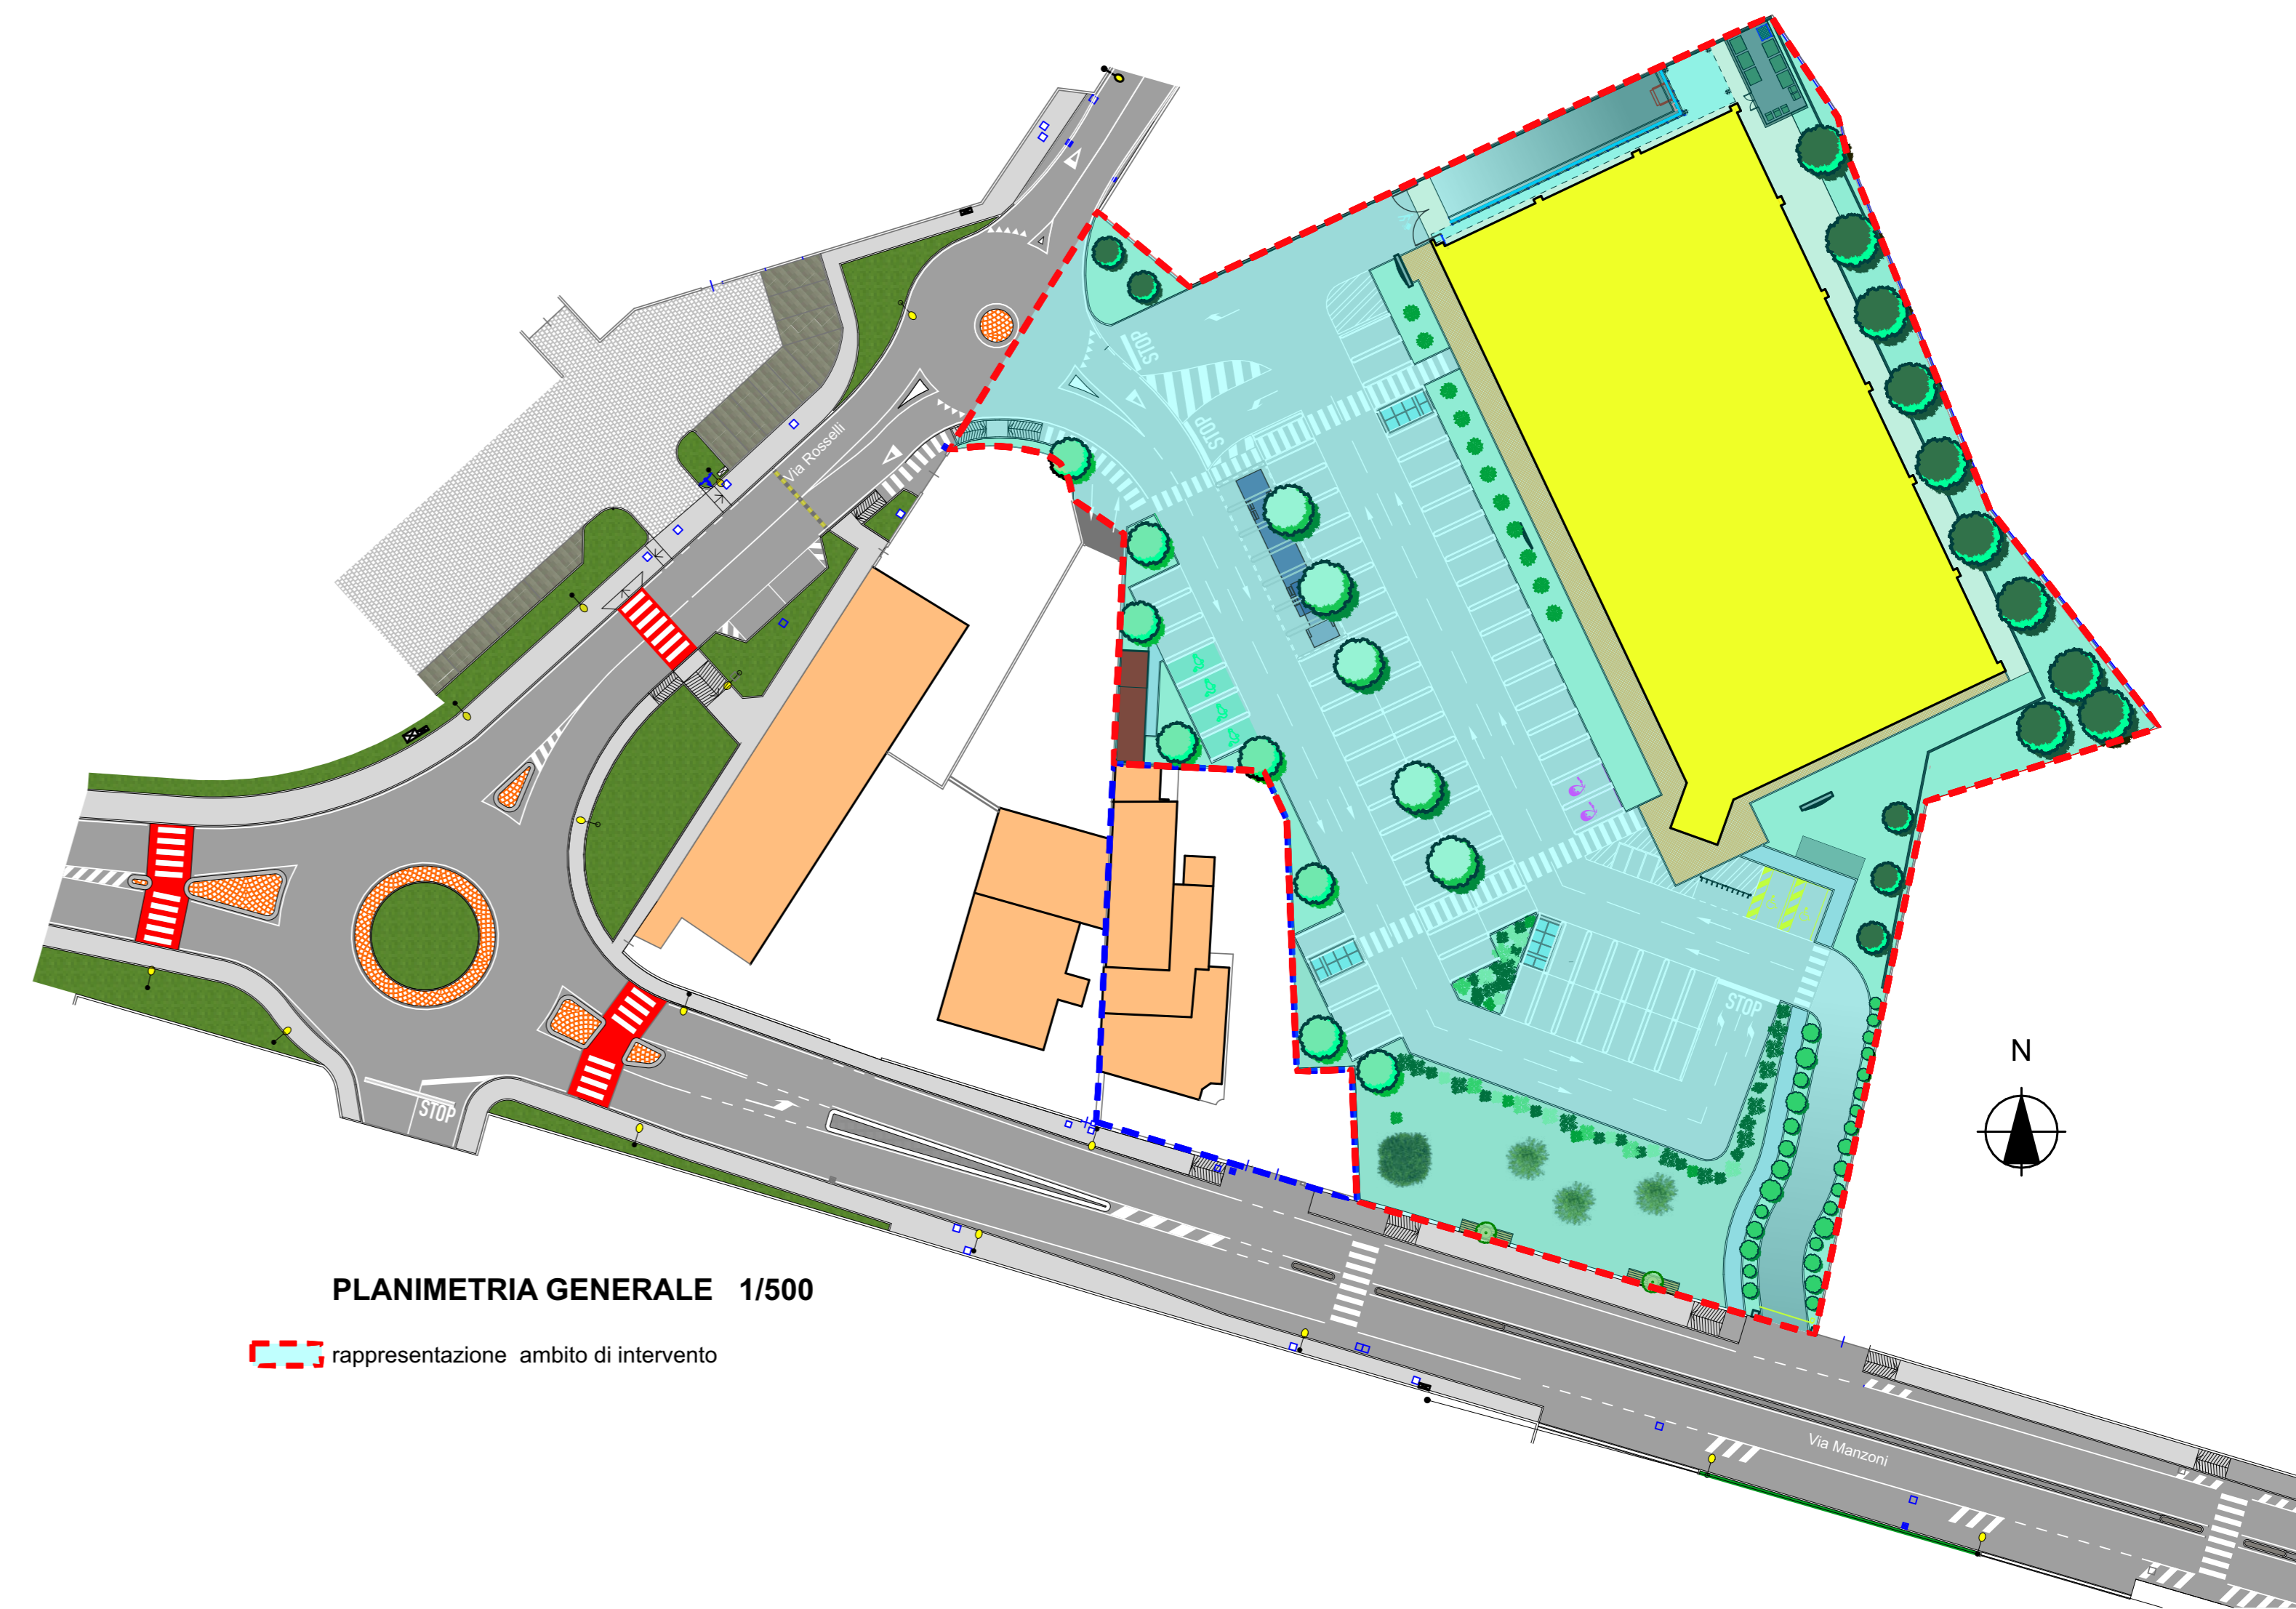 STOP
Via Rosselli
STOP
STOP
N
STOP
PLANIMETRIA GENERALE 1/500
rappresentazione ambito di intervento
Via Manzoni